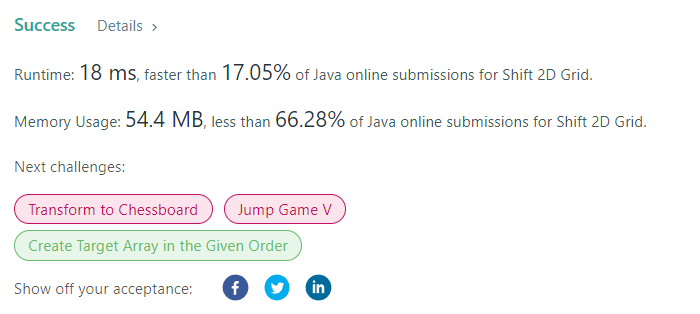 Success Details >
Runtime: 18 ms, faster than 17.05% of Java online submissions for Shift 2D Grid.
Memory Usage: 54.4 MB, less than 66.28% of Java online submissions for Shift 2D Grid.
Next challenges:
Transform to Chessboard Jump Game V
Create Target Array in the Given Order
Show off your acceptance: f in